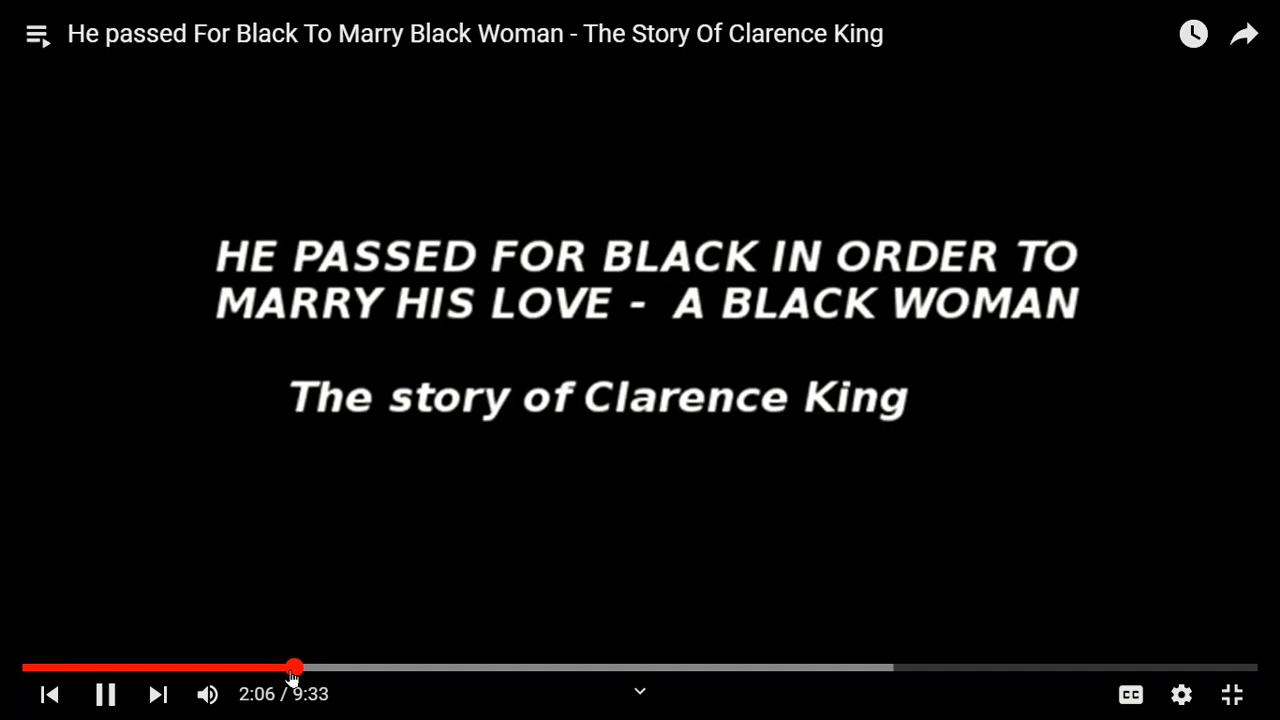 He passed For Black To Marry Black Woman - The Story Of Clarence King
HE PASSED FOR BLACK IN ORDER TO
MARRY HIS LOVE - A BLACK WOMAN
The story of Clarence King
2:06 / 9:33
CC